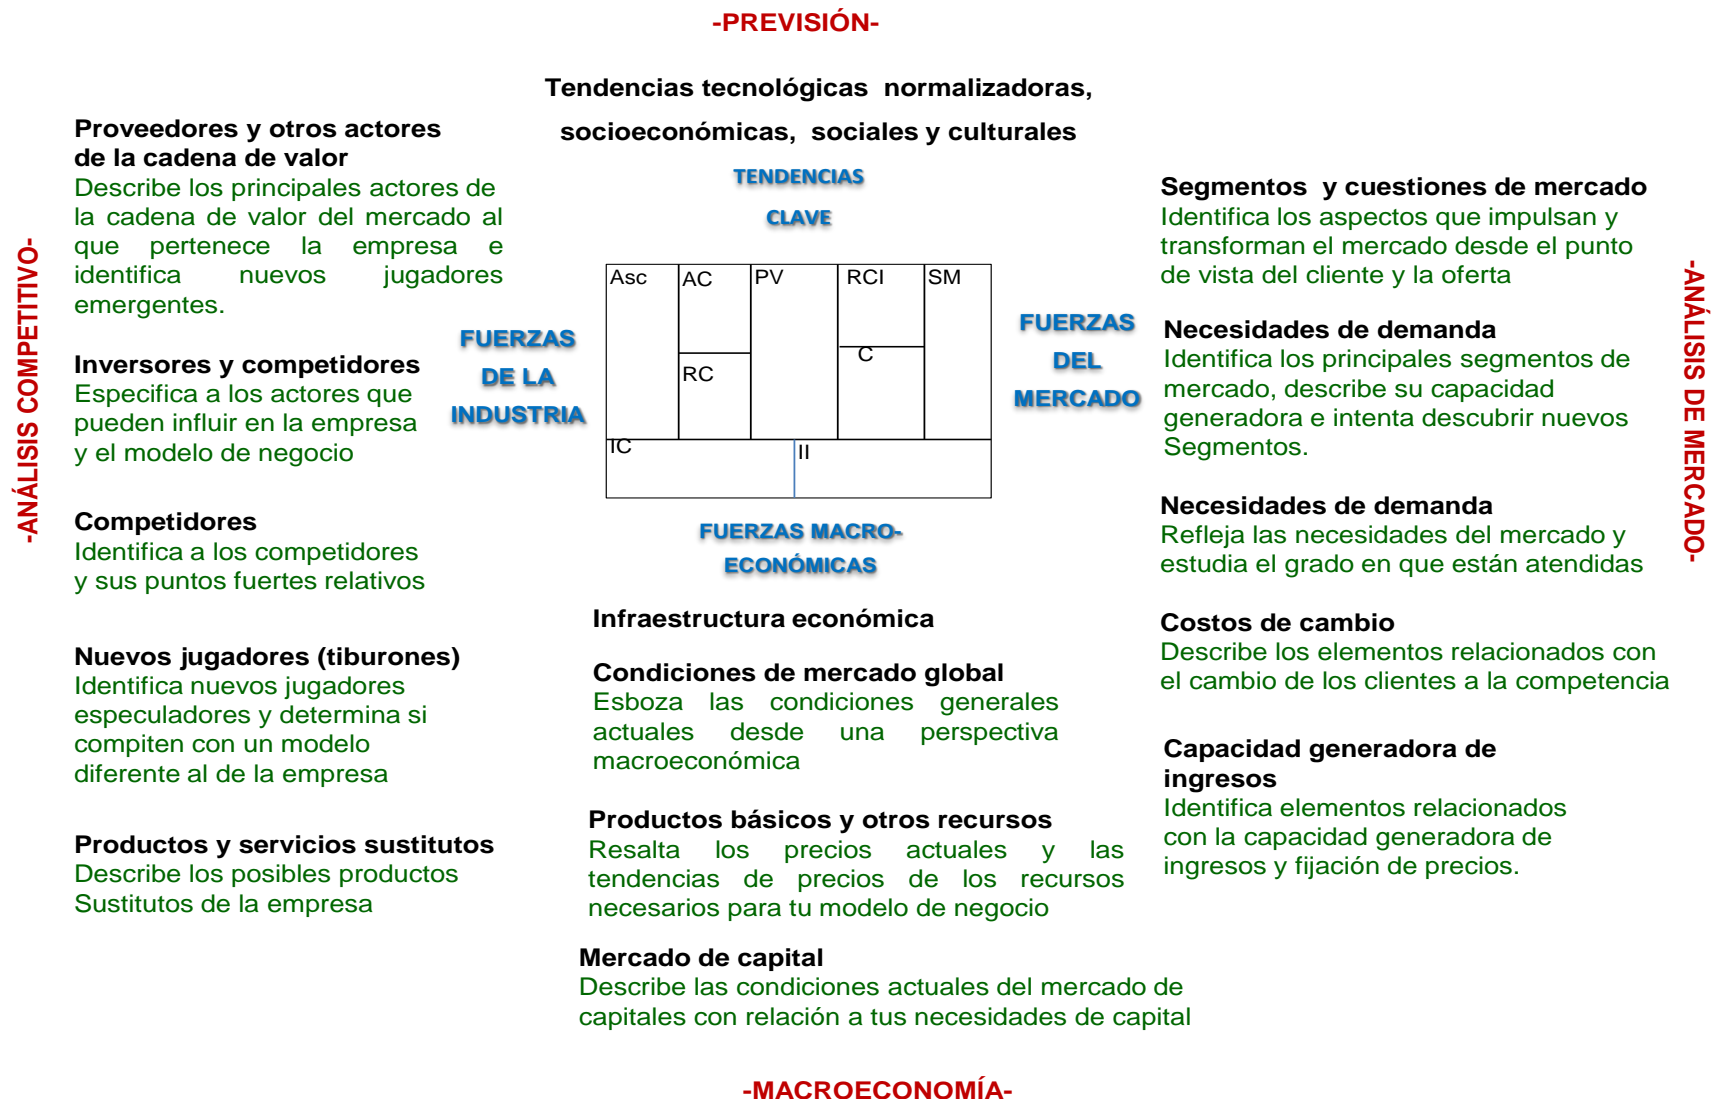 -PREVISIÓN-
Tendencias tecnológicas normalizadoras,
socioeconómicas, sociales y culturales
TENDENCIAS
CLAVE
-ANÁLISIS COMPETITIVO-
Proveedores y otros actores
de la cadena de valor
Describe los principales actores de
la cadena de valor del mercado al
que pertenece la empresa e
identifica nuevos jugadores
emergentes.
Inversores y competidores
Especifica a los actores que
pueden influir en la empresa
y el modelo de negocio
Competidores
Identifica a los competidores
y sus puntos fuertes relativos
Nuevos jugadores (tiburones)
Identifica nuevos jugadores
especuladores y determina si
compiten con un modelo
diferente al de la empresa
Productos y servicios sustitutos
Describe los posibles productos
Sustitutos de la empresa
FUERZAS
DE LA
INDUSTRIA
Asc
AC
PV
RCI
SM
RC
C
IC
II
FUERZAS
DEL
MERCADO
FUERZAS MACRO-
ECONÓMICAS
Infraestructura económica
Condiciones de mercado global
Esboza las condiciones generales
actuales desde una perspectiva
macroeconómica
Productos básicos y otros recursos
Resalta los precios actuales y las
tendencias de precios de los recursos
necesarios para tu modelo de negocio
Mercado de capital
Describe las condiciones actuales del mercado de
capitales con relación a tus necesidades de capital
Segmentos y cuestiones de mercado
Identifica los aspectos que impulsan y
transforman el mercado desde el punto
de vista del cliente y la oferta
Necesidades de demanda
Identifica los principales segmentos de
mercado, describe su capacidad
generadora e intenta descubrir nuevos
Segmentos.
Necesidades de demanda
Refleja las necesidades del mercado y
estudia el grado en que están atendidas
Costos de cambio
Describe los elementos relacionados con
el cambio de los clientes a la competencia
Capacidad generadora de
ingresos
Identifica elementos relacionados
con la capacidad generadora de
ingresos y fijación de precios.
-ANÁLISIS DE MERCADO-
-MACROECONOMÍA-